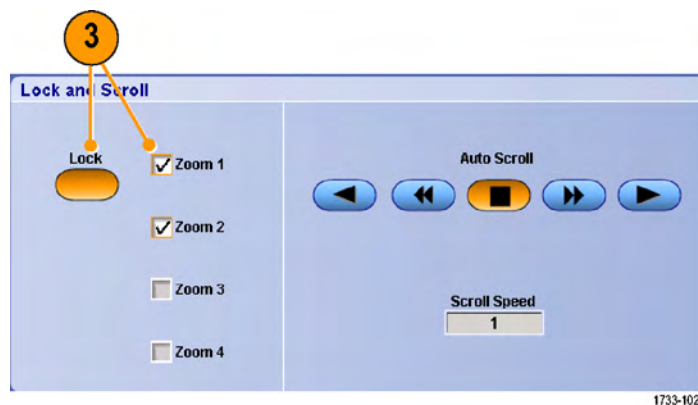 3
Lock and Scroll
Lock
Zoom 1
Zoom 2
Zoom 3
Zoom 4
Auto Scroll
Scroll Speed
1
1733-102